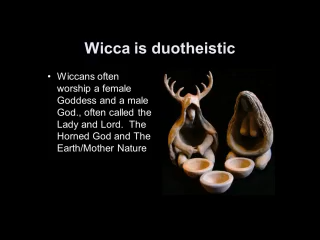 Wicca is duotheistic
• Wiccans often
worship a female
Goddess and a male
God., often called the
Lady and Lord. The
Horned God and The
Earth/Mother Nature